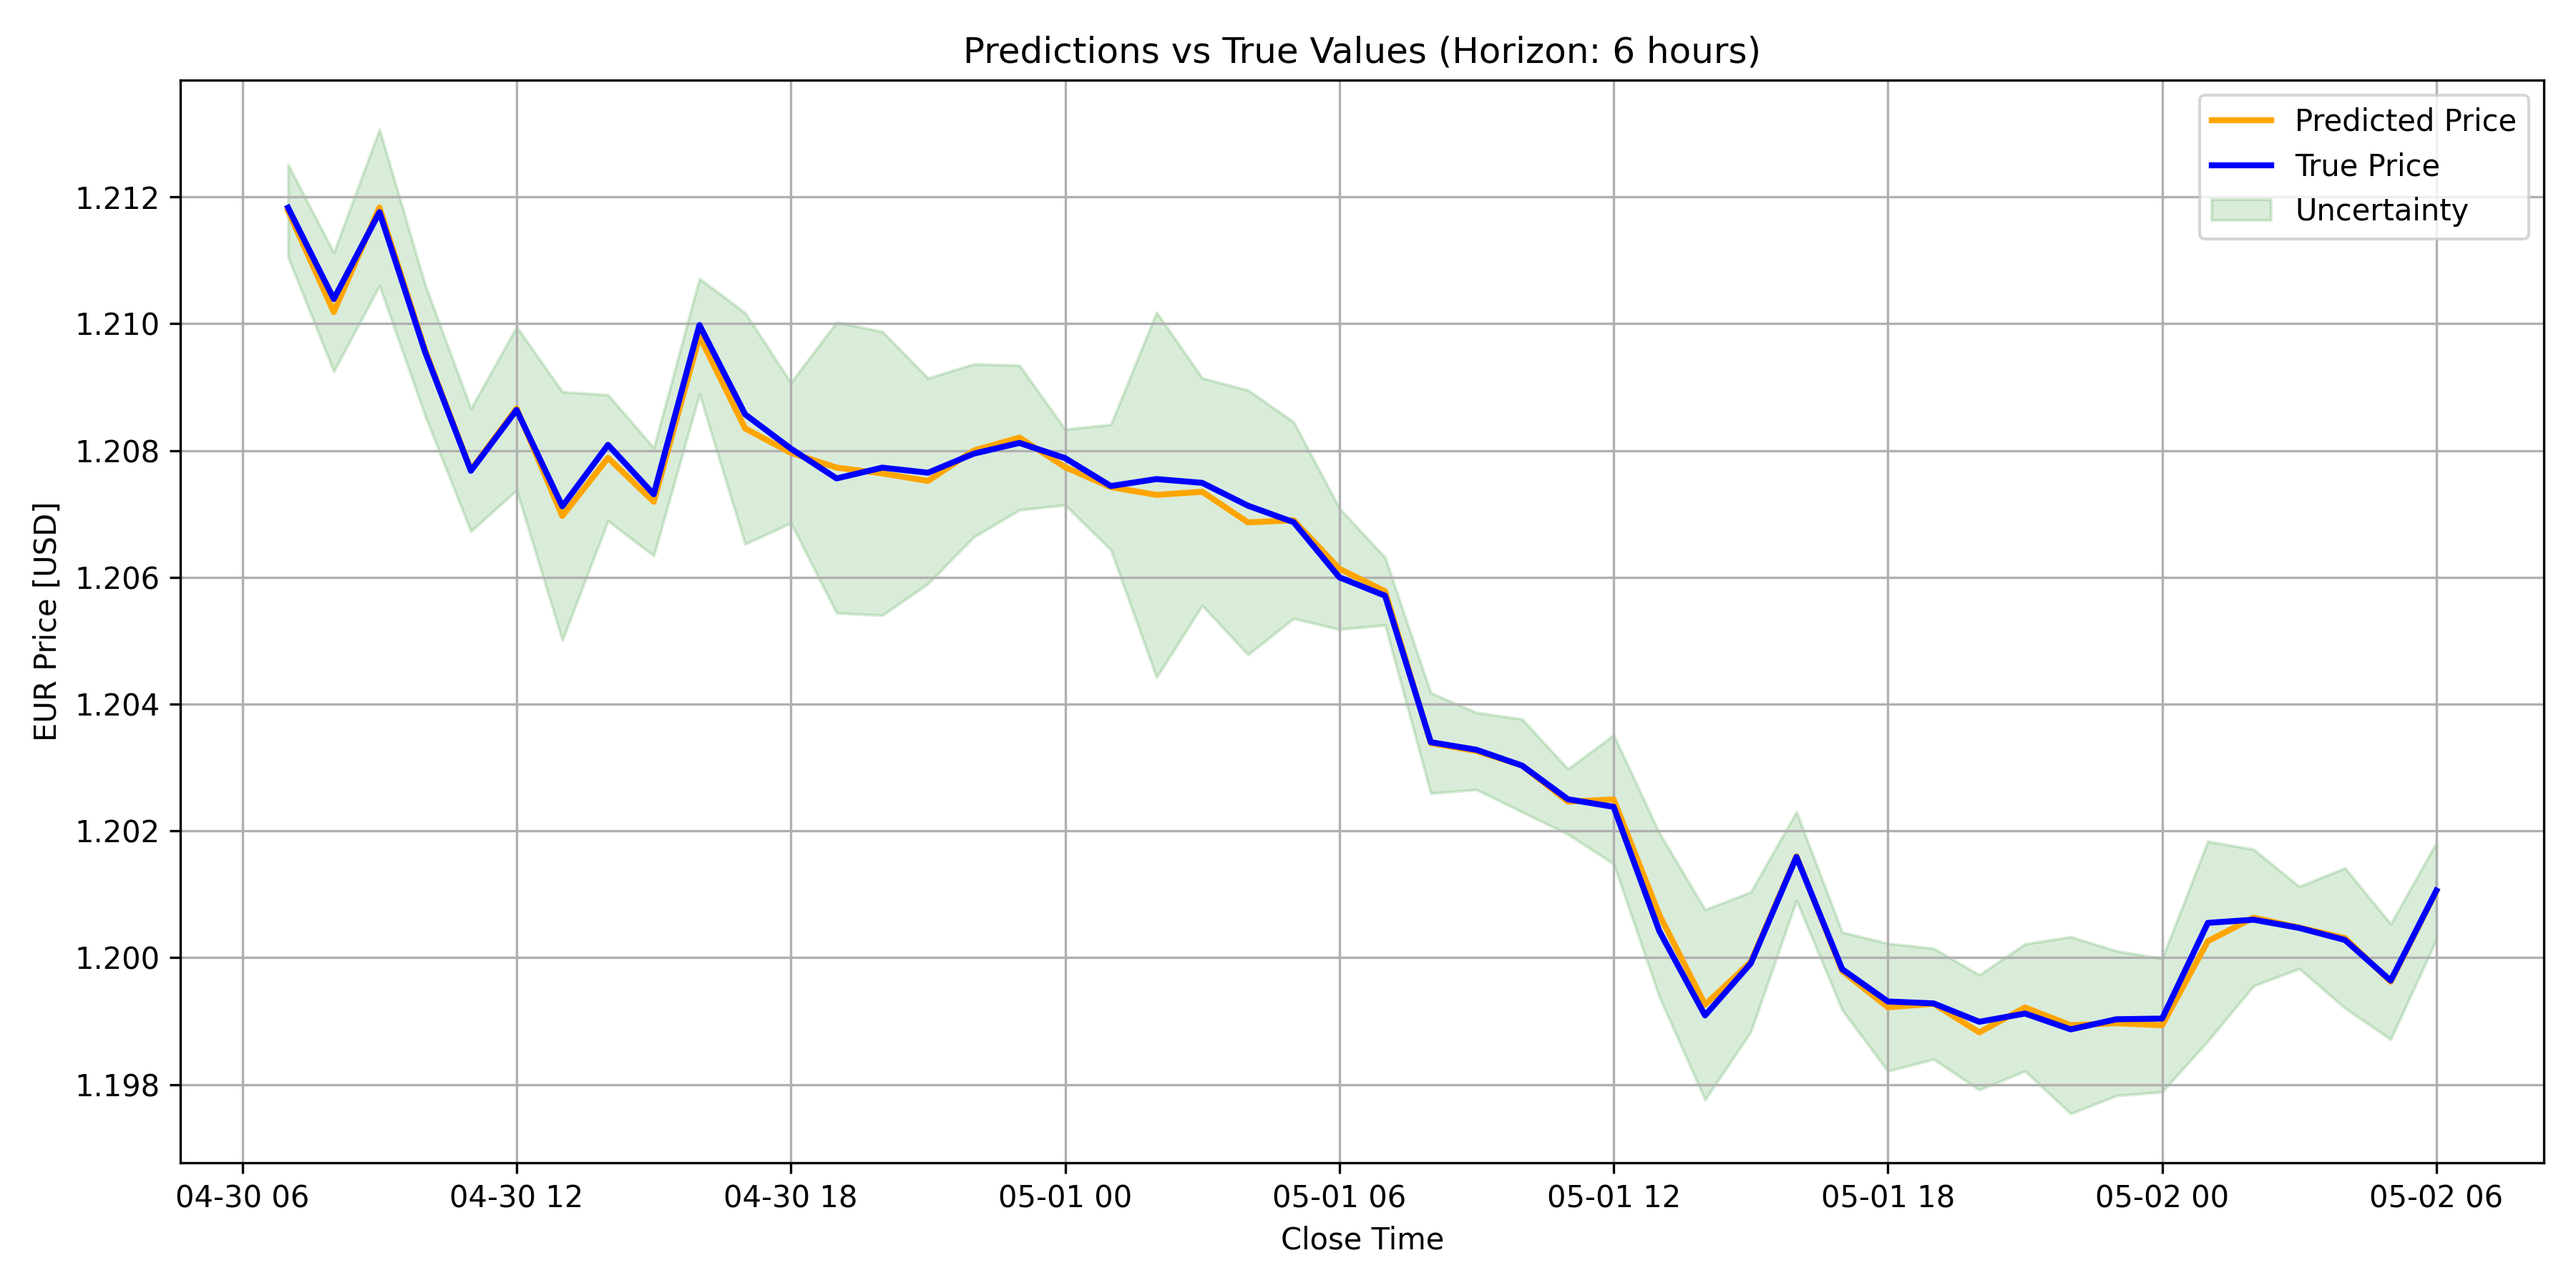 Predictions vs True Values (Horizon: 6 hours)
Predicted Price
True Price
Uncertainty
EUR Price [USD]
1.212
1.210
1.208
1.206
1.204
1.202
1.200
1.198
04-30 06 04-30 12 04-30 18 05-01 00 05-01 06 05-01 12 05-01 18 05-02 00 05-02 06
Close Time